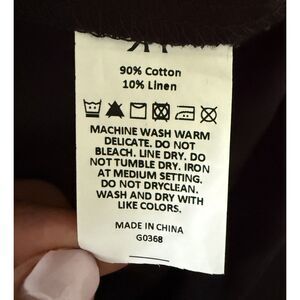 90% Cotton
10% Linen
MACHINE WASH WARM
DELICATE. DO NOT
BLEACH. LINE DRY. DO
NOT TUMBLE DRY. IRON
AT MEDIUM SETTING.
DO NOT DRYCLEAN.
WASH AND DRY WITH
LIKE COLORS.
MADE IN CHINA
G0368